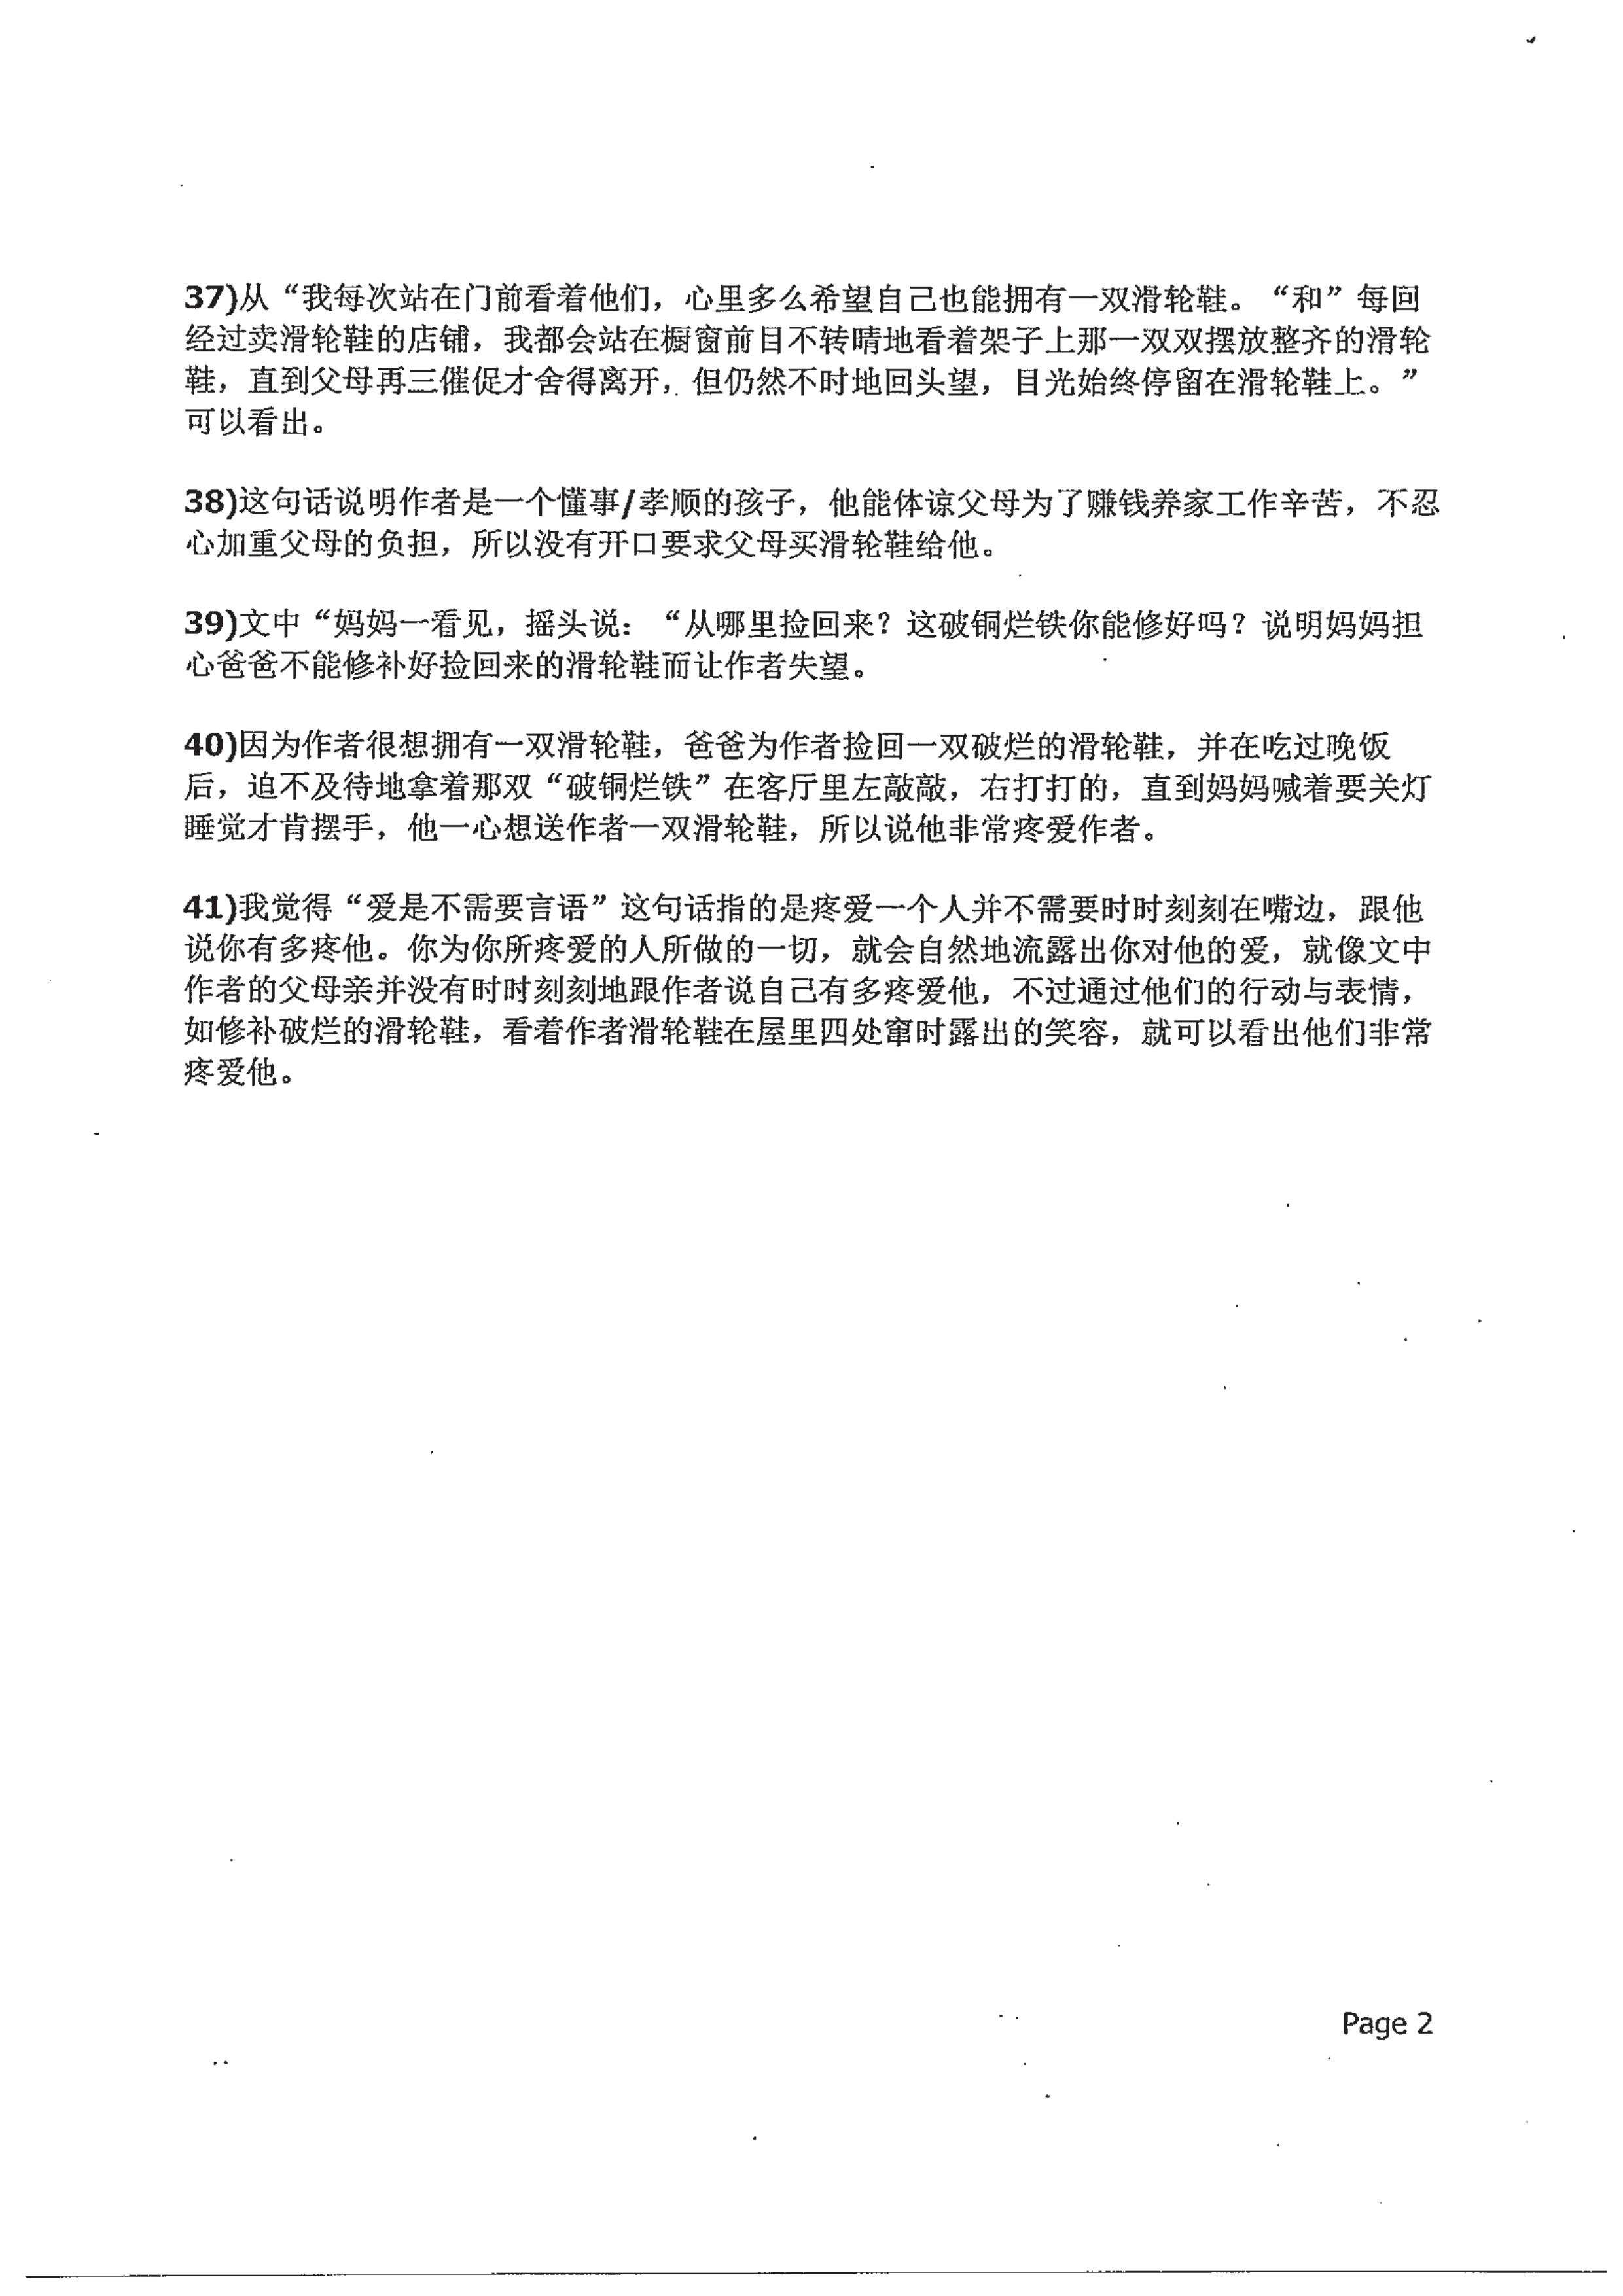 37)从“我每次站在门前看着他们，心里多么希望自己也能拥有一双滑轮鞋。“和”每回
经过卖滑轮鞋的店铺，我都会站在橱窗前目不转晴地看着架子上那一双双摆放整齐的滑轮
鞋，直到父母再三催促才舍得离开，但仍然不时地回头望，目光始终停留在滑轮鞋上。”
可以看出。
38)这句话说明作者是一个懂事/孝顺的孩子，他能体谅父母为了赚钱养家工作辛苦，不忍
心加重父母的负担，所以没有开口要求父母买滑轮鞋给他。
39)文中“妈妈一看见，摇头说：“从哪里捡回来？这破铜烂铁你能修好吗？说明妈妈担
心爸爸不能修补好捡回来的滑轮鞋而让作者失望。
40)因为作者很想拥有一双滑轮鞋，爸爸为作者捡回一双破烂的滑轮鞋，并在吃过晚饭
后，迫不及待地拿着那双“破铜烂铁”在客厅里左敲敲，右打打的，直到妈妈喊着要关灯
睡觉才肯摆手，他一心想送作者一双滑轮鞋，所以说他非常疼爱作者。
41)我觉得“爱是不需要言语”这句话指的是疼爱一个人并不需要时时刻刻在嘴边，跟他
说你有多疼他。你为你所疼爱的人所做的一切，就会自然地流露出你对他的爱，就像文中
作者的父母亲并没有时时刻刻地跟作者说自己有多疼爱他，不过通过他们的行动与表情，
如修补破烂的滑轮鞋，看着作者滑轮鞋在屋里四处窜时露出的笑容，就可以看出他们非常
疼爱他。
Page 2